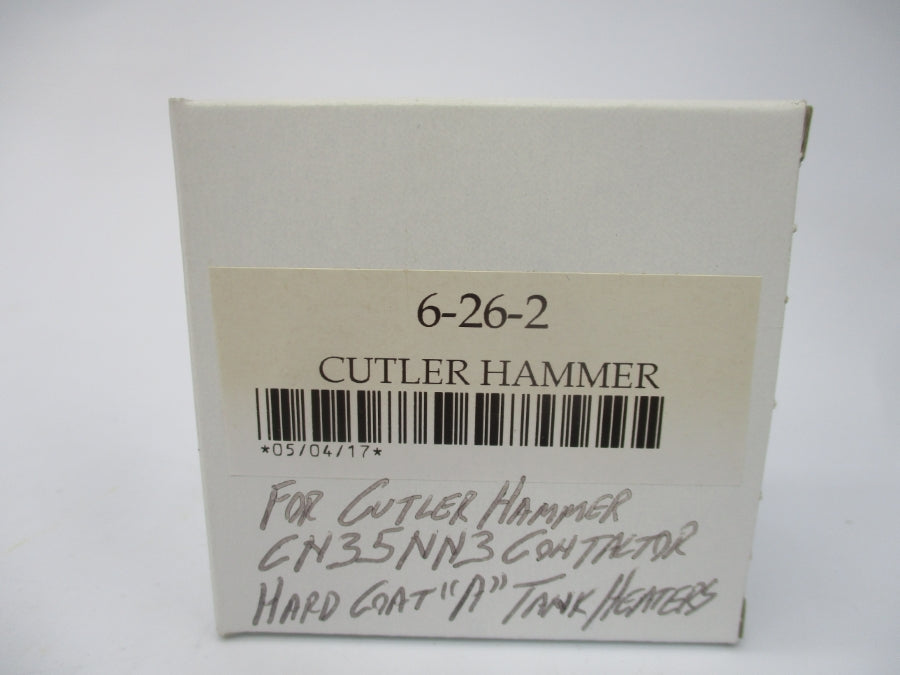 6-26-2
CUTLER HAMMER
*05/04/17*
FOR CUTLER HAMMER
CN35NN3 CONTACTOR
HARD COAT "A" TANK HEATERS